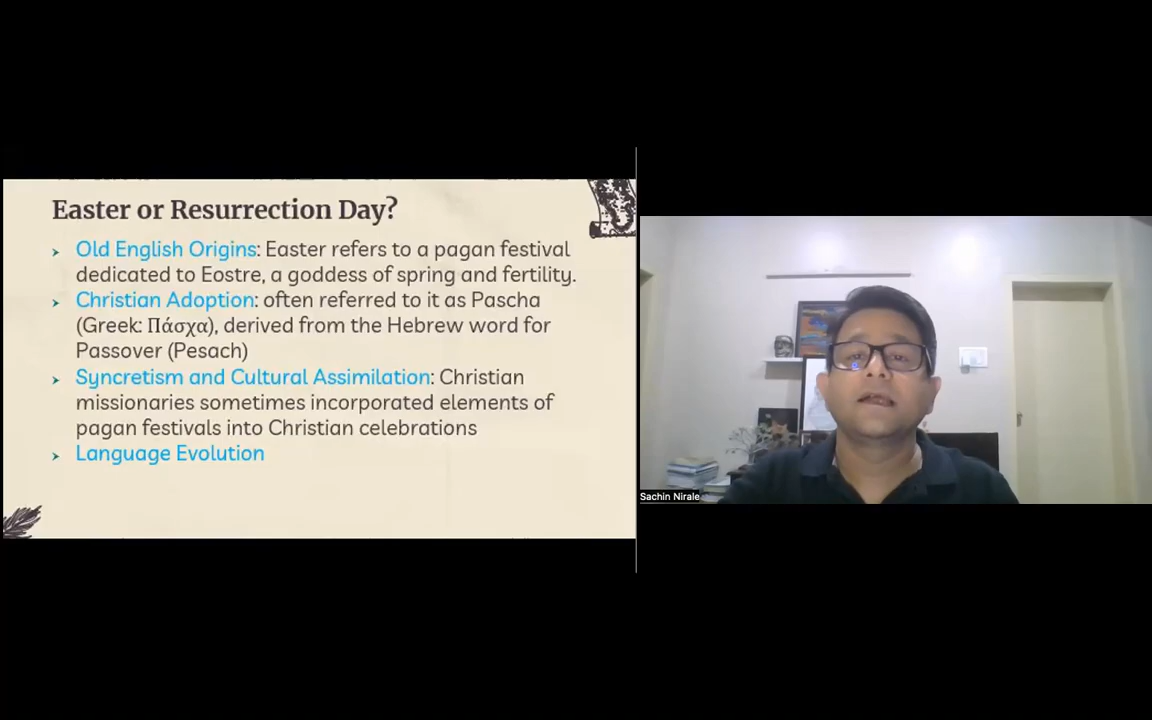 Easter or Resurrection Day?
Old English Origins: Easter refers to a pagan festival
dedicated to Eostre, a goddess of spring and fertility.
Christian Adoption: often referred to it as Pascha
(Greek: Πάσχα), derived from the Hebrew word for
Passover (Pesach)
Syncretism and Cultural Assimilation: Christian
missionaries sometimes incorporated elements of
pagan festivals into Christian celebrations
Language Evolution
Sachin Nirale